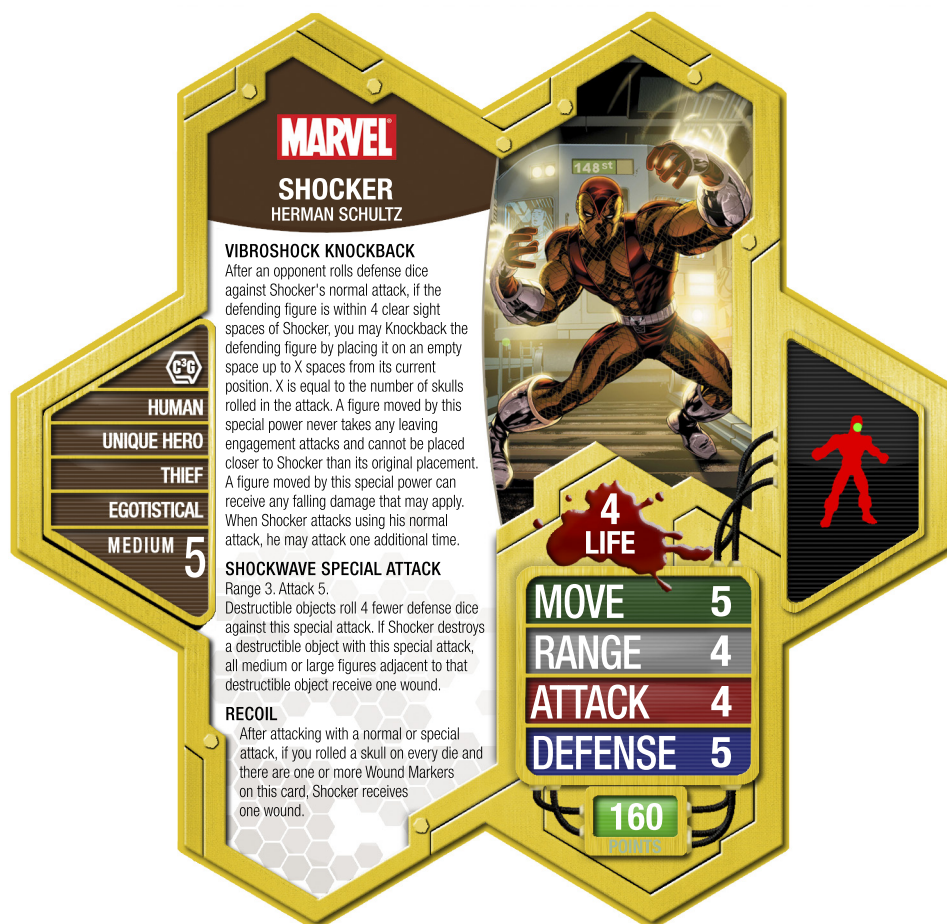 MARVEL
SHOCKER
HERMAN SCHULTZ
VIBROSHOCK KNOCKBACK
After an opponent rolls defense dice
against Shocker's normal attack, if the
defending figure is within 4 clear sight
spaces of Shocker, you may Knockback the
defending figure by placing it on an empty
space up to X spaces from its current
position. X is equal to the number of skulls
rolled in the attack. A figure moved by this
special power never takes any leaving
engagement attacks and cannot be placed
closer to Shocker than its original placement.
A figure moved by this special power can
receive any falling damage that may apply.
When Shocker attacks using his normal
attack, he may attack one additional time.
SHOCKWAVE SPECIAL ATTACK
Range 3. Attack 5.
Destructible objects roll 4 fewer defense dice
against this special attack. If Shocker destroys
a destructible object with this special attack,
all medium or large figures adjacent to that
destructible object receive one wound.
RECOIL
After attacking with a normal or special
attack, if you rolled a skull on every die and
there are one or more Wound Markers
on this card, Shocker receives
one wound.
C3G
HUMAN
UNIQUE HERO
THIEF
EGOTISTICAL
MEDIUM 5
148 st
4
LIFE
MOVE 5
RANGE 4
ATTACK 4
DEFENSE 5
160
POINTS